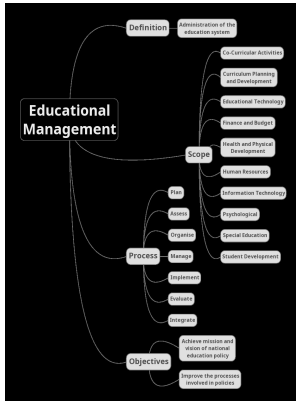 Educational
Management
Definition
Administration of the
education system
Scope
Co-Curricular Activities
Curriculum Planning
and Development
Educational Technology
Finance and Budget
Health and Physical
Development
Human Resources
Information Technology
Psychological
Special Education
Student Development
Process
Plan
Assess
Organise
Manage
Implement
Evaluate
Integrate
Objectives
Achieve mission and
vision of national
education policy
Improve the processes
involved in policies